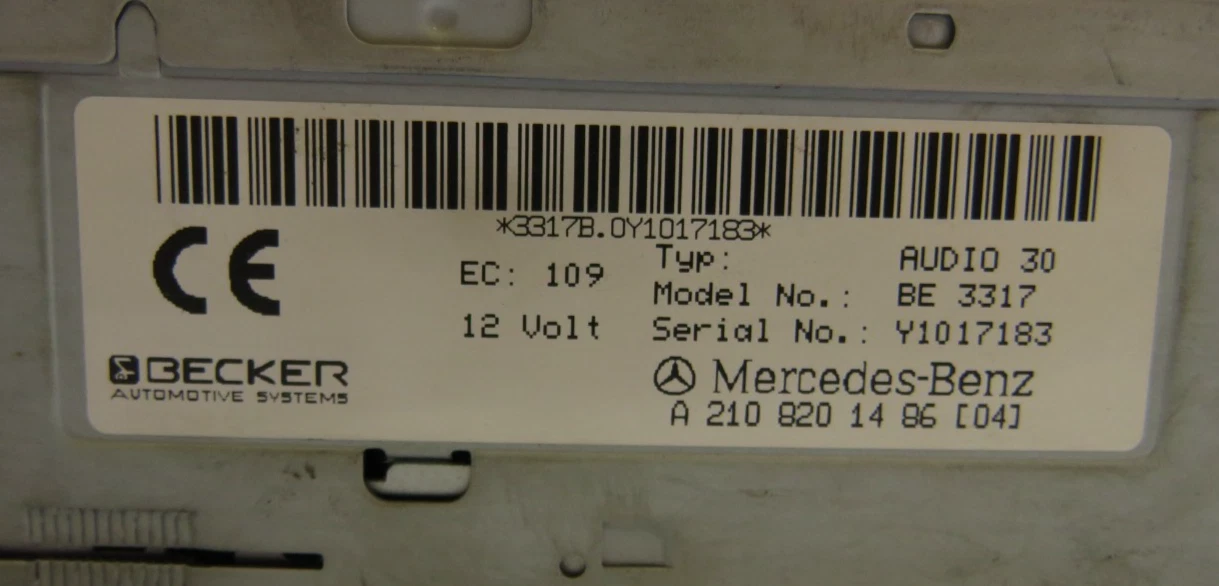 *3317B.0Y1017183*
CE
EC: 109
12 Volt
Typ: AUDIO 30
Model No.: BE 3317
Serial No.: Y1017183
BECKER
AUTOMOTIVE SYSTEMS
Mercedes-Benz
A 210 820 14 86 [04]